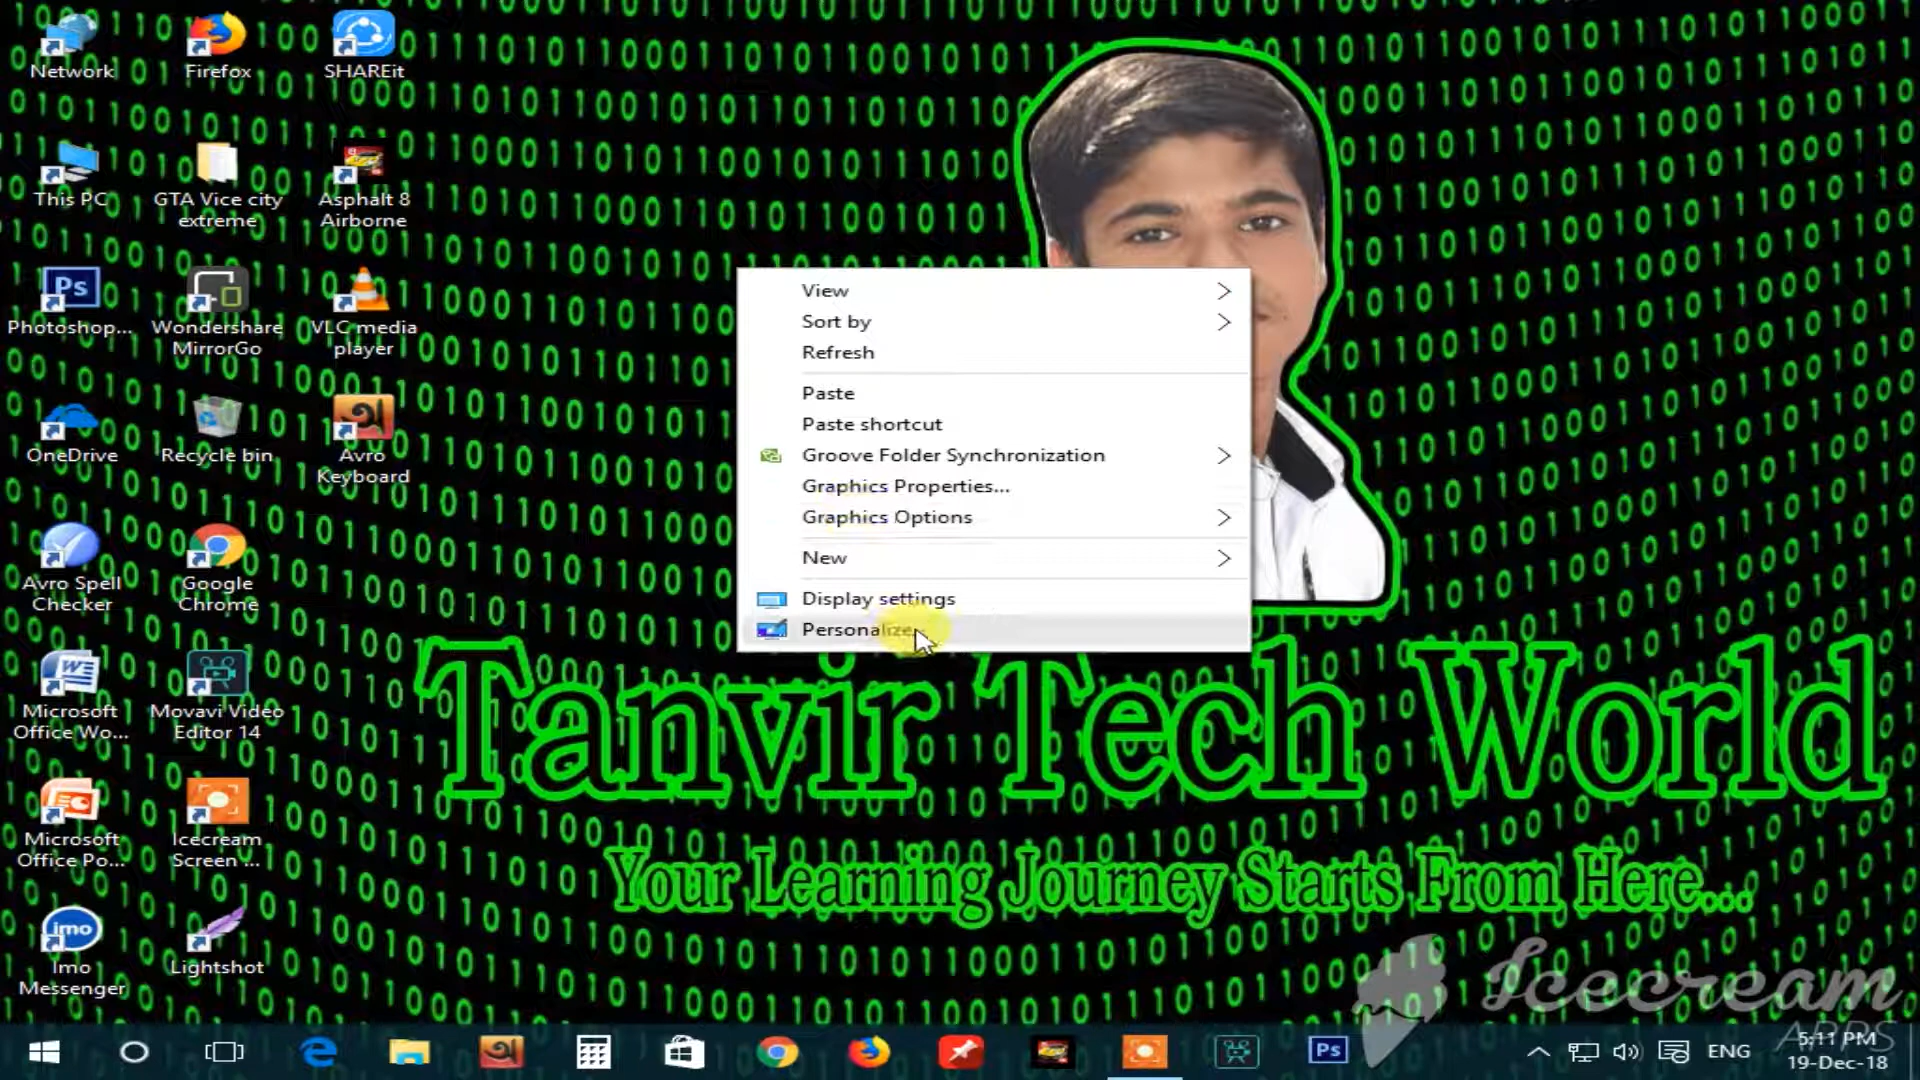 Network
Firefox
SHAREit
This PC
GTA Vice city
extreme
Asphalt 8
Airborne
Ps
Photoshop...
Wondershare
MirrorGo
VLC media
player
OneDrive
Recycle bin
Avro
Keyboard
Avro Spell
Checker
Google
Chrome
Microsoft
Office Wo...
Movavi Video
Editor 14
Microsoft
Office Po...
Icecream
Screen ...
imo
Imo
Messenger
Lightshot
View
Sort by
Refresh
Paste
Paste shortcut
Groove Folder Synchronization
Graphics Properties...
Graphics Options
New
Display settings
Personalize
Tanvir Tech World
Your Learning Journey Starts From Here...
Icecream
APPS
Ps
ENG
5:11 PM
19-Dec-18